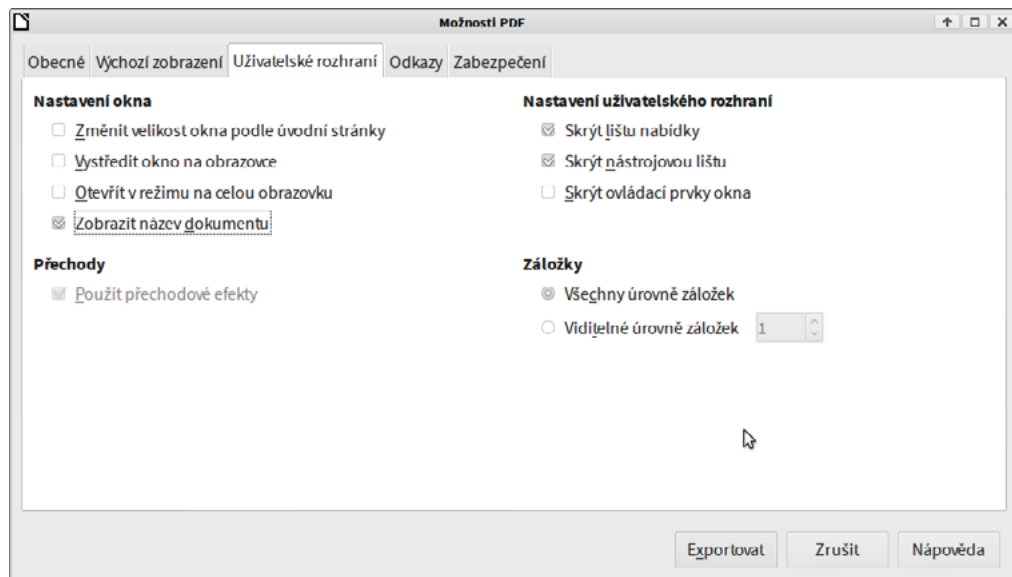 Možnosti PDF
Obecné Výchozí zobrazení Uživatelské rozhraní Odkazy Zabezpečení
Nastavení okna
Změnit velikost okna podle úvodní stránky
Vystředit okno na obrazovce
Otevřít v režimu na celou obrazovku
Zobrazit název dokumentu
Přechody
Použít přechodové efekty
Nastavení uživatelského rozhraní
Skrýt lištu nabídky
Skrýt nástrojovou lištu
Skrýt ovládací prvky okna
Záložky
Všechny úrovně záložek
Viditelné úrovně záložek 1
Exportovat Zrušit Nápověda